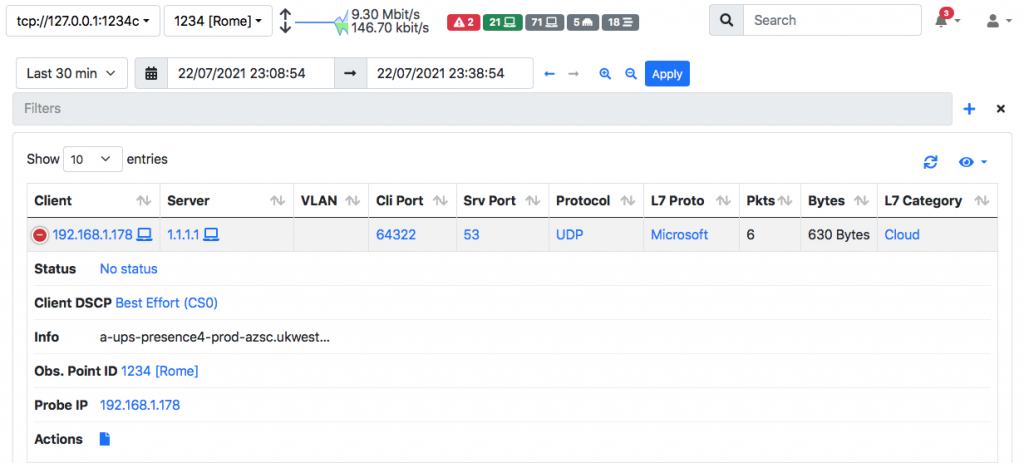 tcp://127.0.0.1:1234c 1234 [Rome] 9.30 Mbit/s 2 21 71 5 18 Search 3
146.70 kbit/s
Last 30 min 22/07/2021 23:08:54 22/07/2021 23:38:54 Apply
Filters
Show 10 entries
Client Server VLAN Cli Port Srv Port Protocol L7 Proto Pkts Bytes L7 Category
192.168.1.178 1.1.1.1 64322 53 UDP Microsoft 6 630 Bytes Cloud
Status No status
Client DSCP Best Effort (CS0)
Info a-ups-presence4-prod-azsc.ukwest...
Obs. Point ID 1234 [Rome]
Probe IP 192.168.1.178
Actions